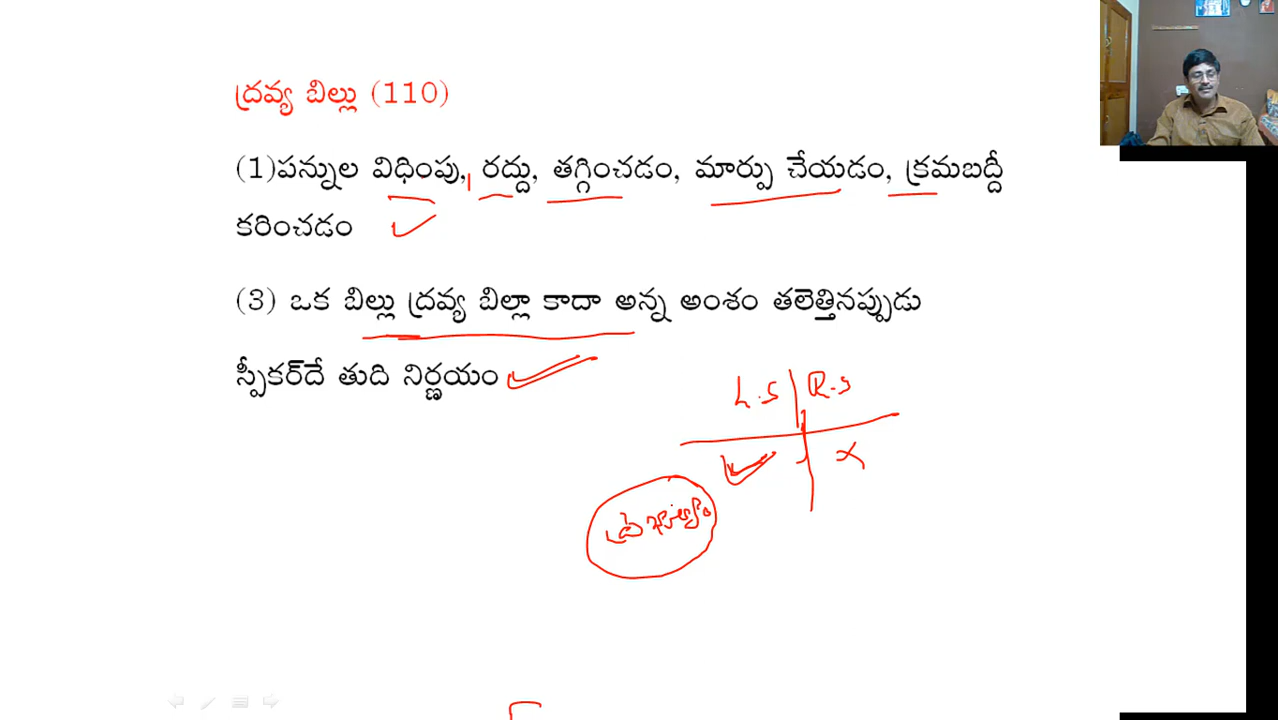 ద్రవ్య బిల్లు (110)
(1)పన్నుల విధింపు, రద్దు, తగ్గించడం, మార్పు చేయడం, క్రమబద్దీ
కరించడం
(3) ఒక బిల్లు ద్రవ్య బిల్లా కాదా అన్న అంశం తలెత్తినప్పుడు
స్పీకర్‌దే తుది నిర్ణయం
L.S R.S